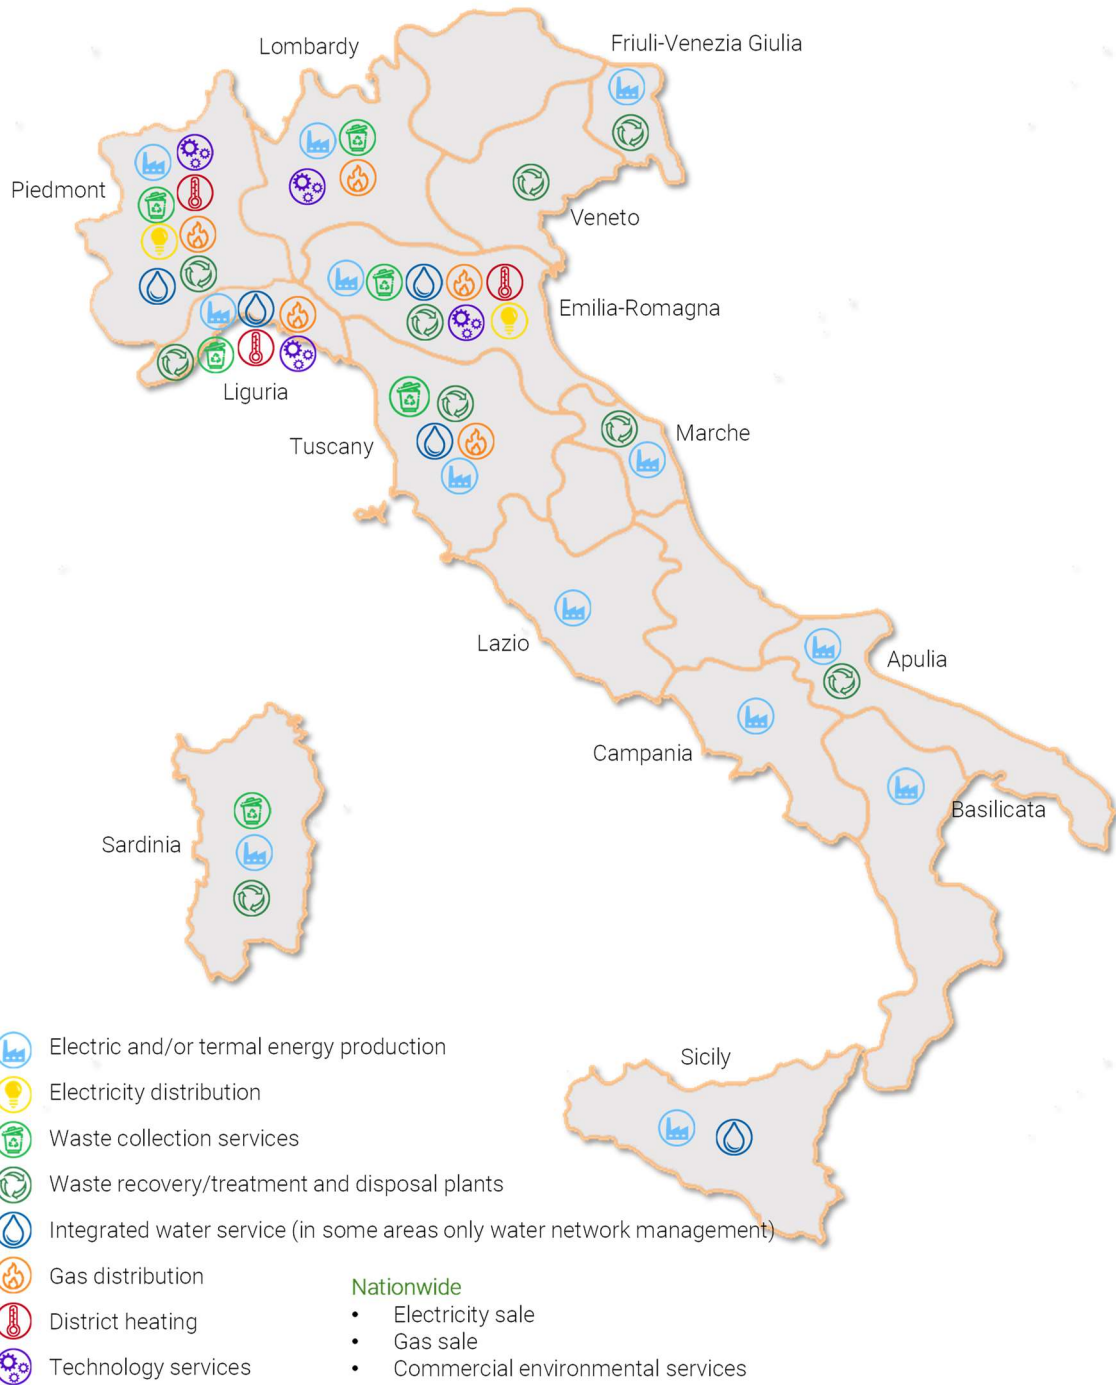 Lombardy
Friuli-Venezia Giulia
Piedmont
Veneto
Emilia-Romagna
Liguria
Tuscany
Marche
Lazio
Apulia
Campania
Basilicata
Sardinia
Sicily
Electric and/or termal energy production
Electricity distribution
Waste collection services
Waste recovery/treatment and disposal plants
Integrated water service (in some areas only water network management)
Gas distribution
District heating
Technology services
Nationwide
• Electricity sale
• Gas sale
• Commercial environmental services